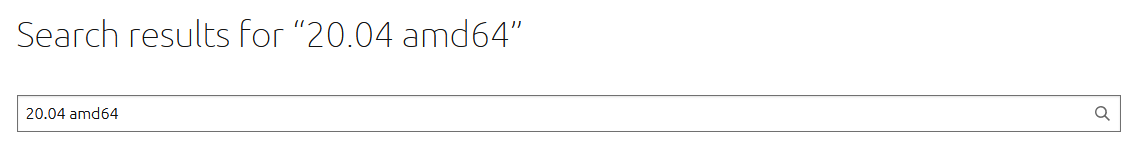 Search results for “20.04 amd64”
20.04 amd64